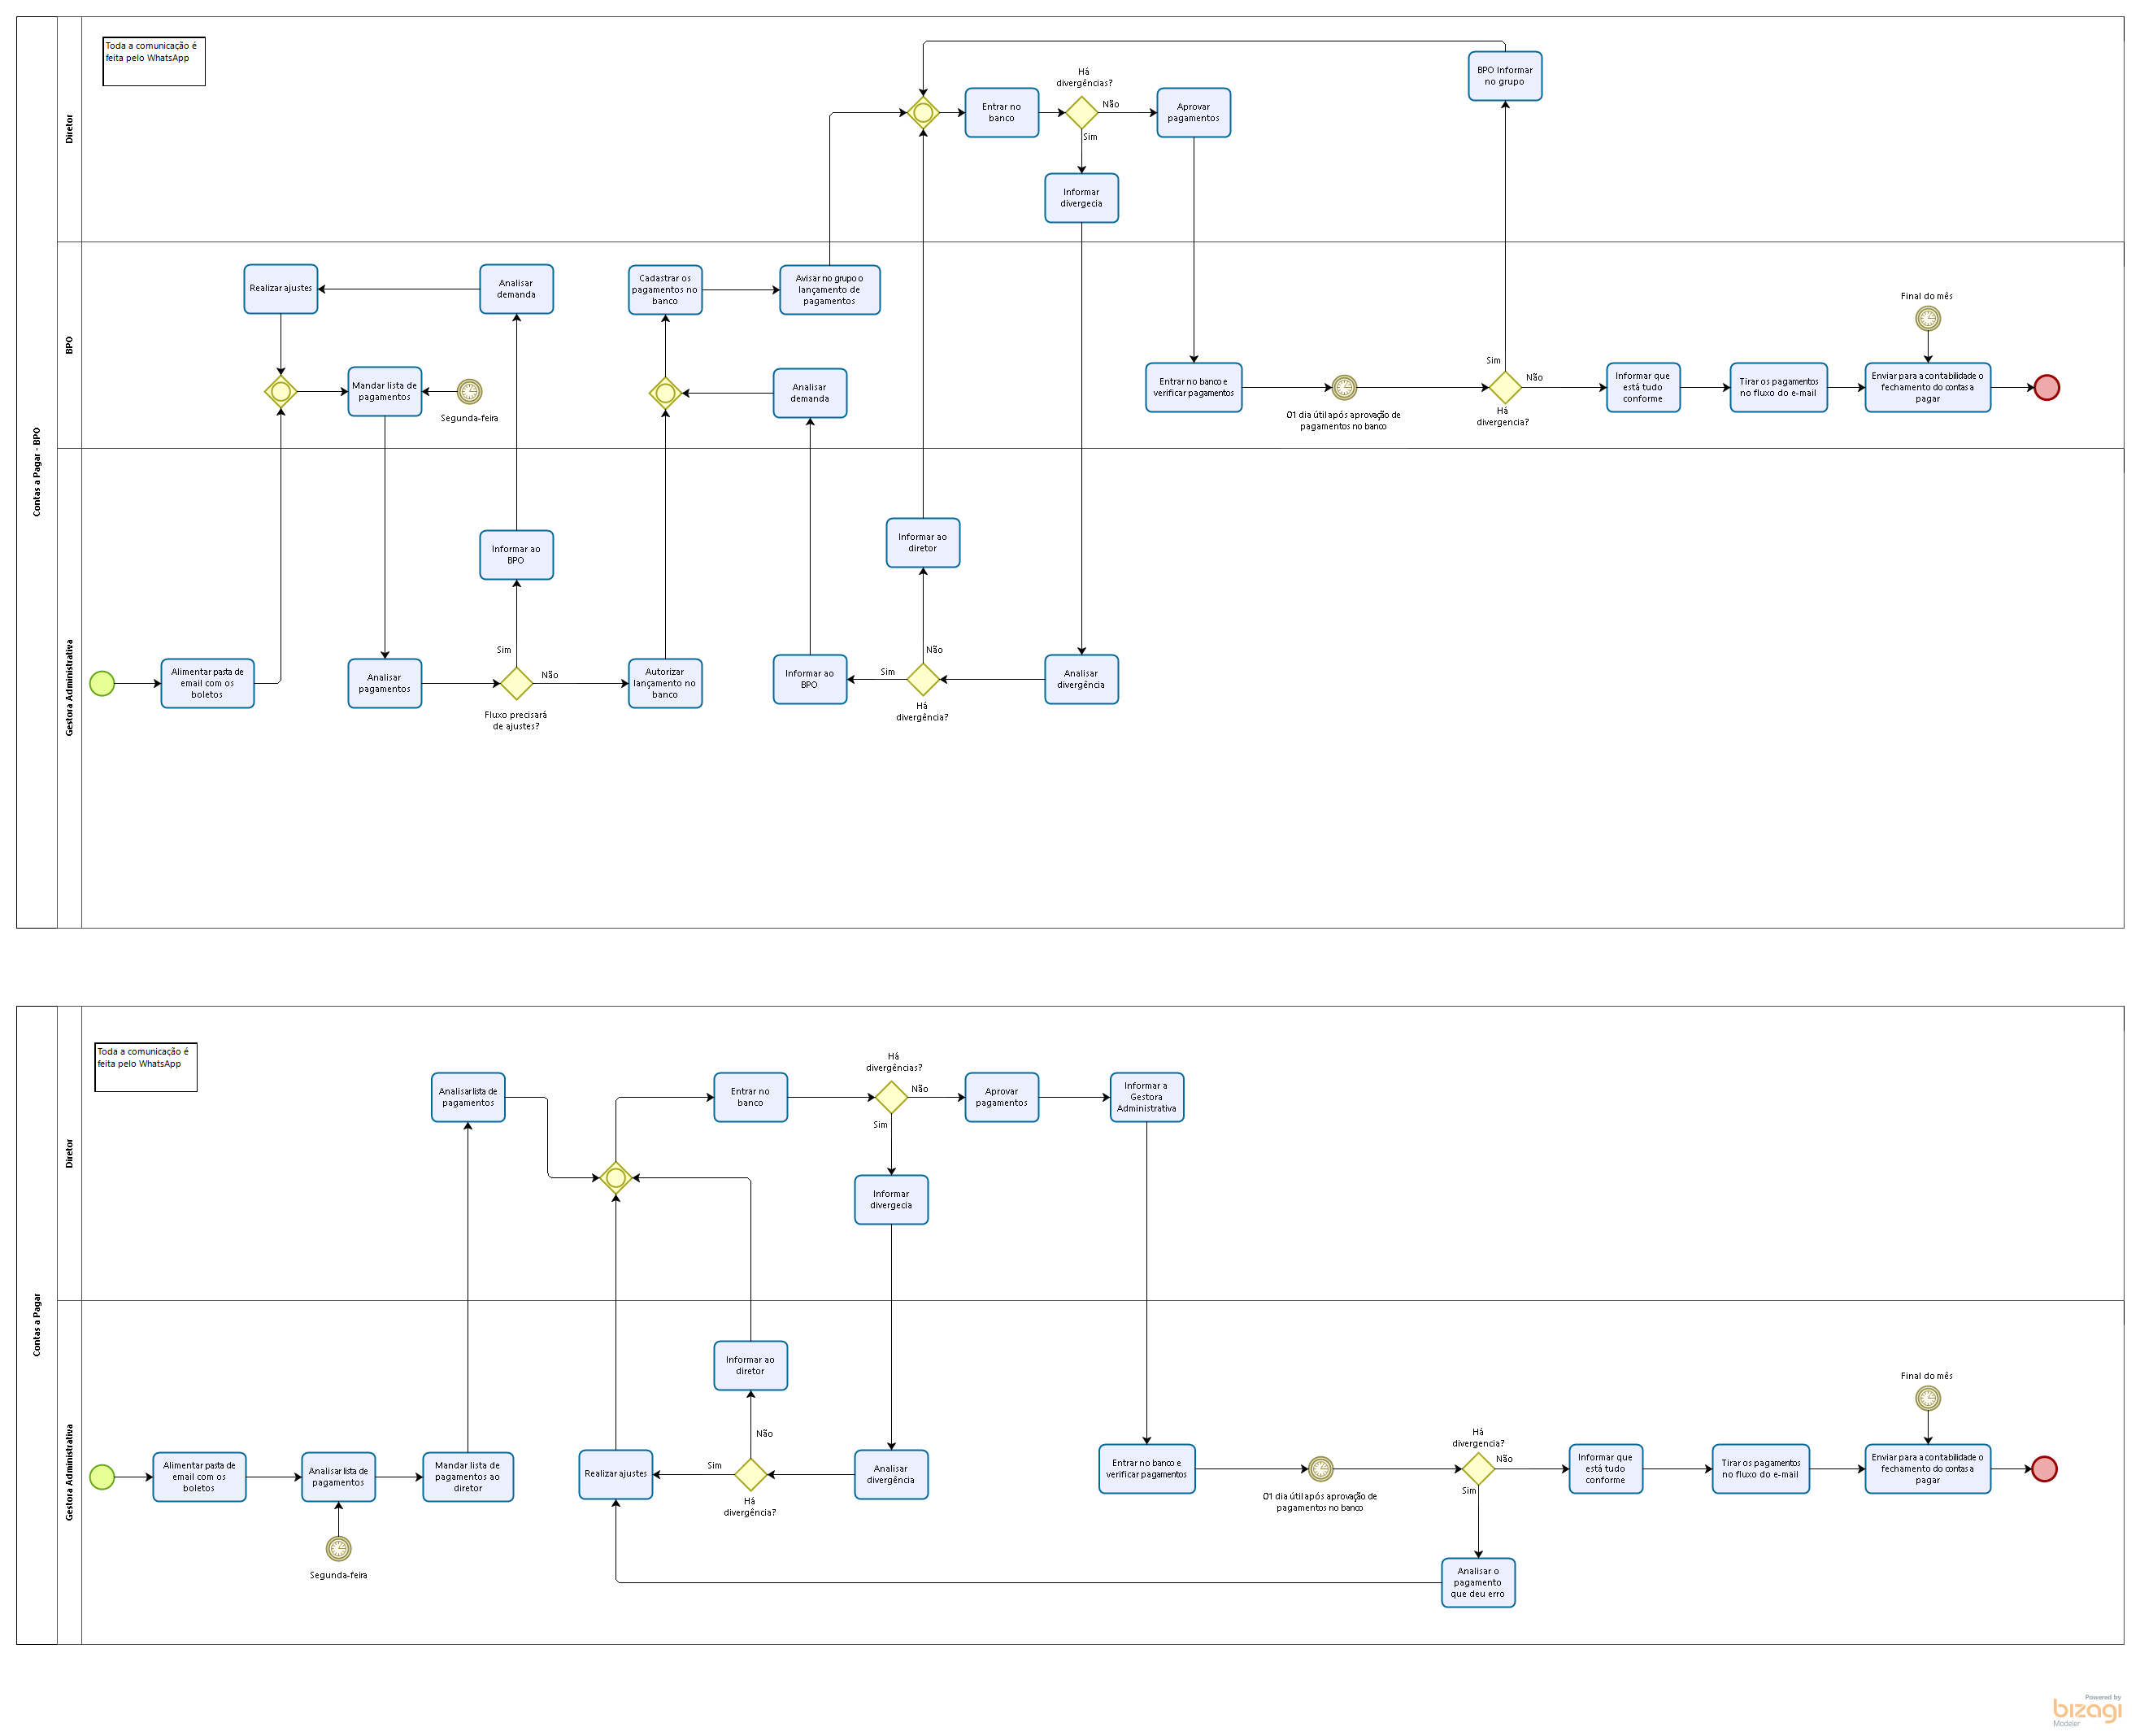 Contas a Pagar - BPO
Diretor
Toda a comunicação é
feita pelo WhatsApp
Entrar no
banco
Há
divergências?
Não
Sim
Aprovar
pagamentos
BPO Informar
no grupo
Informar
divergecia
BPO
Realizar ajustes
Analisar
demanda
Cadastrar os
pagamentos no
banco
Avisar no grupo o
lançamento de
pagamentos
Mandar lista de
pagamentos
Segunda-feira
Analisar
demanda
Entrar no banco e
verificar pagamentos
01 dia útil após aprovação de
pagamentos no banco
Sim
Não
Há
divergencia?
Informar que
está tudo
conforme
Tirar os pagamentos
no fluxo do e-mail
Final do mês
Enviar para a contabilidade o
fechamento do contas a
pagar
Gestora Administrativa
Alimentar pasta de
email com os
boletos
Analisar
pagamentos
Informar ao
BPO
Sim
Não
Fluxo precisará
de ajustes?
Autorizar
lançamento no
banco
Informar ao
BPO
Informar ao
diretor
Não
Sim
Há
divergência?
Analisar
divergência
Contas a Pagar
Diretor
Toda a comunicação é
feita pelo WhatsApp
Analisar lista de
pagamentos
Entrar no
banco
Há
divergências?
Não
Sim
Aprovar
pagamentos
Informar a
Gestora
Administrativa
Informar
divergecia
Gestora Administrativa
Alimentar pasta de
email com os
boletos
Analisar lista de
pagamentos
Segunda-feira
Mandar lista de
pagamentos ao
diretor
Realizar ajustes
Informar ao
diretor
Não
Sim
Há
divergência?
Analisar
divergência
Entrar no banco e
verificar pagamentos
01 dia útil após aprovação de
pagamentos no banco
Há
divergencia?
Não
Sim
Analisar o
pagamento
que deu erro
Informar que
está tudo
conforme
Tirar os pagamentos
no fluxo do e-mail
Final do mês
Enviar para a contabilidade o
fechamento do contas a
pagar
Powered by
bizagi
Modeler